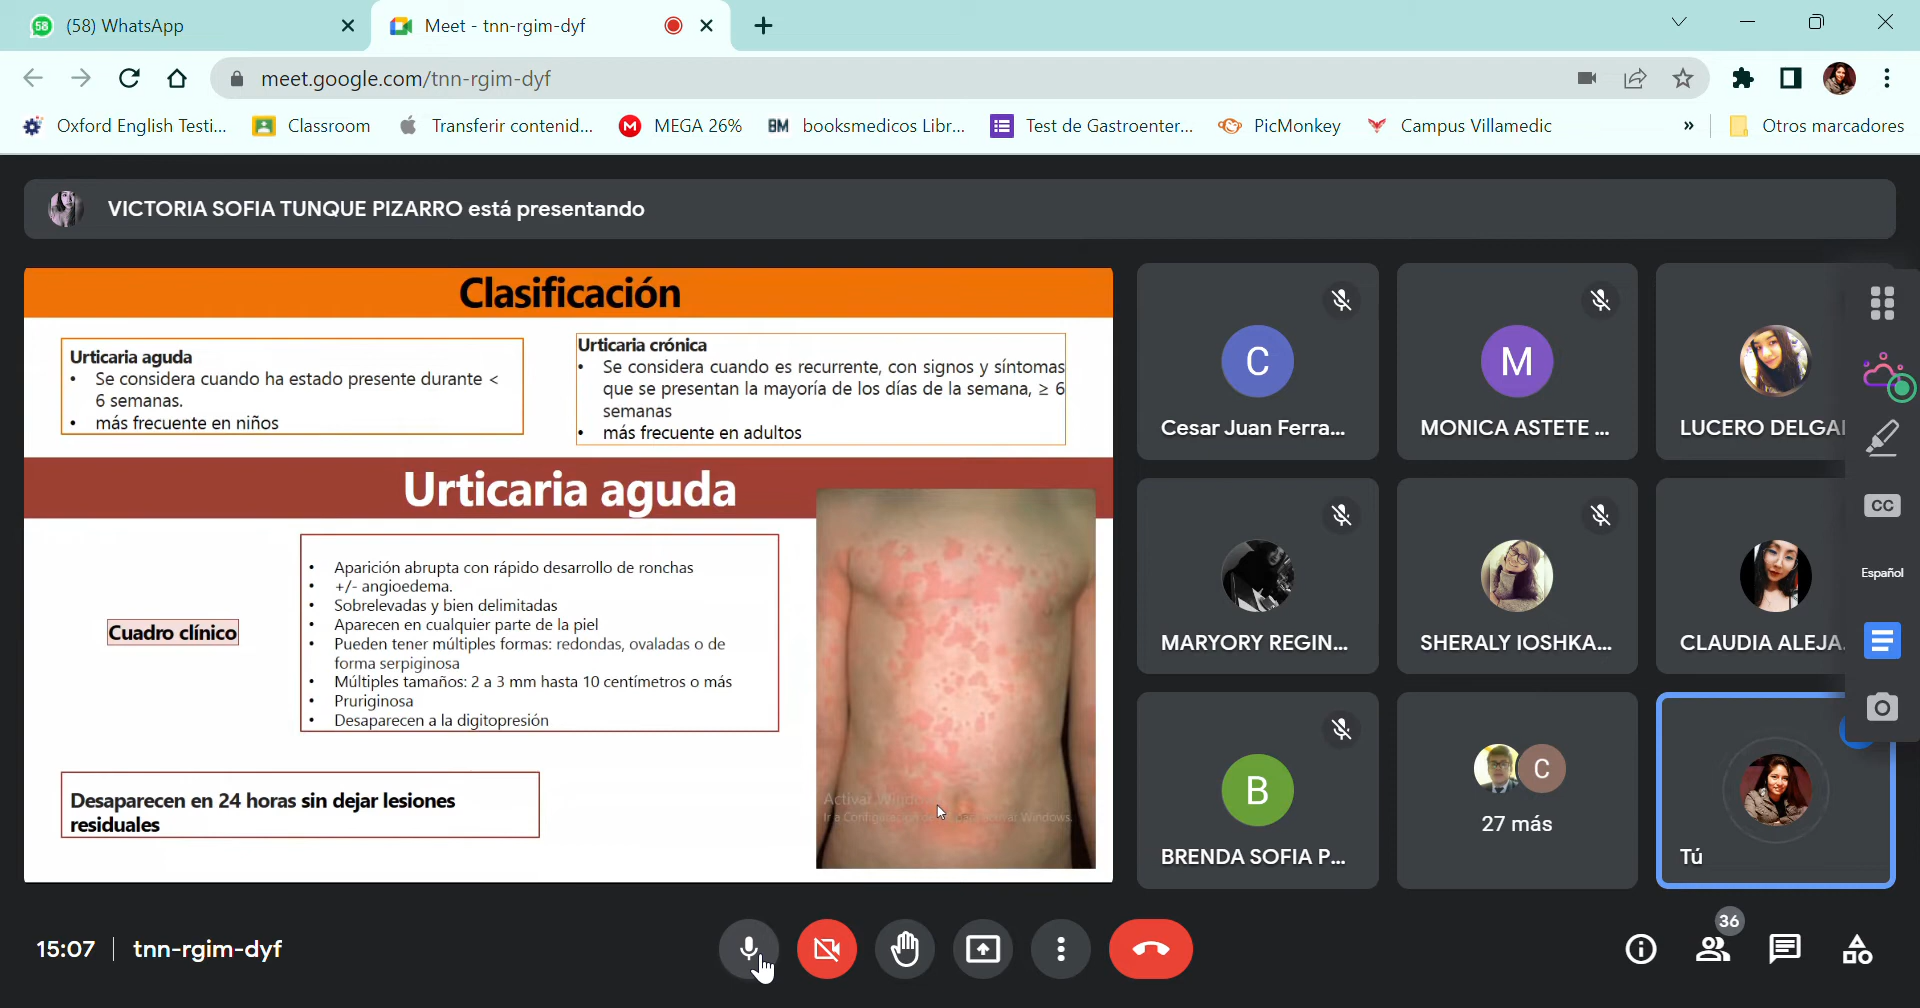 (58) WhatsApp
Meet - tnn-rgim-dyf
meet.google.com/tnn-rgim-dyf
Oxford English Testi...
Classroom
Transferir contenid...
MEGA 26%
BM booksmedicos Libr...
Test de Gastroenter...
PicMonkey
Campus Villamedic
»
Otros marcadores
VICTORIA SOFIA TUNQUE PIZARRO está presentando
Clasificación
Urticaria aguda
• Se considera cuando ha estado presente durante <
6 semanas.
• más frecuente en niños
Urticaria crónica
• Se considera cuando es recurrente, con signos y síntomas
que se presentan la mayoría de los días de la semana, ≥ 6
semanas
• más frecuente en adultos
Urticaria aguda
Cuadro clínico
• Aparición abrupta con rápido desarrollo de ronchas
• +/- angioedema.
• Sobrelevadas y bien delimitadas
• Aparecen en cualquier parte de la piel
• Pueden tener múltiples formas: redondas, ovaladas o de
forma serpiginosa
• Múltiples tamaños: 2 a 3 mm hasta 10 centímetros o más
• Pruriginosa
• Desaparecen a la digitopresión
Desaparecen en 24 horas sin dejar lesiones
residuales
Activar Windows.
C
Cesar Juan Ferra...
M
MONICA ASTETE ...
LUCERO DELGA
MARYORY REGIN...
SHERALY IOSHKA...
CLAUDIA ALEJA.
B
BRENDA SOFIA P...
C
27 más
Tú
CC
Español
15:07
tnn-rgim-dyf
36